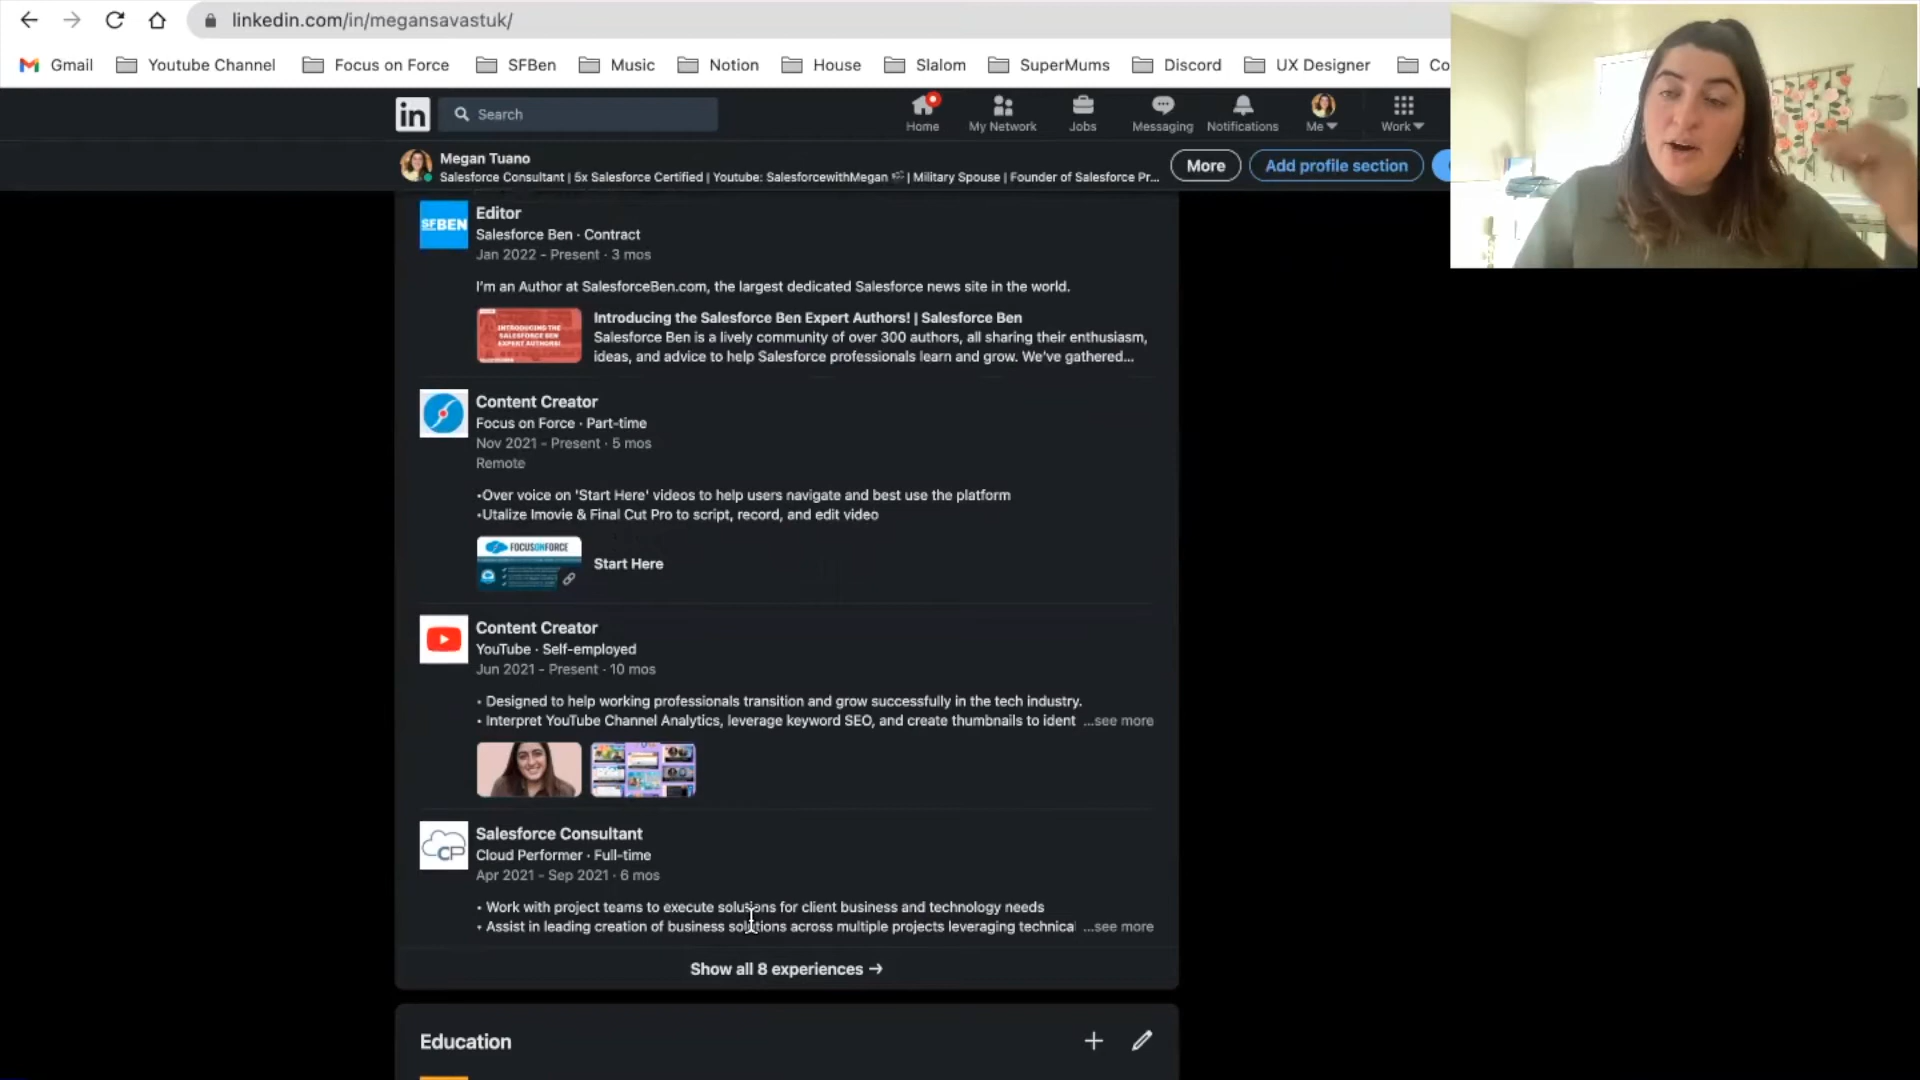 linkedin.com/in/megansavastuk/
Gmail
Youtube Channel
Focus on Force
SFBen
Music
Notion
House
Slalom
SuperMums
Discord
UX Designer
Co
in
Search
Home
My Network
Jobs
Messaging
Notifications
Me
Work
Megan Tuano
Salesforce Consultant | 5x Salesforce Certified | Youtube: SalesforcewithMegan | Military Spouse | Founder of Salesforce Pr...
More
Add profile section
SFBEN
Editor
Salesforce Ben · Contract
Jan 2022 - Present · 3 mos
I'm an Author at SalesforceBen.com, the largest dedicated Salesforce news site in the world.
INTRODUCING THE
SALESFORCE BEN
EXPERT AUTHORS!
Introducing the Salesforce Ben Expert Authors! | Salesforce Ben
Salesforce Ben is a lively community of over 300 authors, all sharing their enthusiasm,
ideas, and advice to help Salesforce professionals learn and grow. We've gathered...
Content Creator
Focus on Force · Part-time
Nov 2021 - Present · 5 mos
Remote
•Over voice on 'Start Here' videos to help users navigate and best use the platform
•Utalize Imovie & Final Cut Pro to script, record, and edit video
FOCUSONFORCE
Start Here
Content Creator
YouTube · Self-employed
Jun 2021 - Present · 10 mos
• Designed to help working professionals transition and grow successfully in the tech industry.
• Interpret YouTube Channel Analytics, leverage keyword SEO, and create thumbnails to ident ...see more
CP
Salesforce Consultant
Cloud Performer · Full-time
Apr 2021 - Sep 2021 · 6 mos
• Work with project teams to execute solutions for client business and technology needs
• Assist in leading creation of business solutions across multiple projects leveraging technica ...see more
Show all 8 experiences →
Education